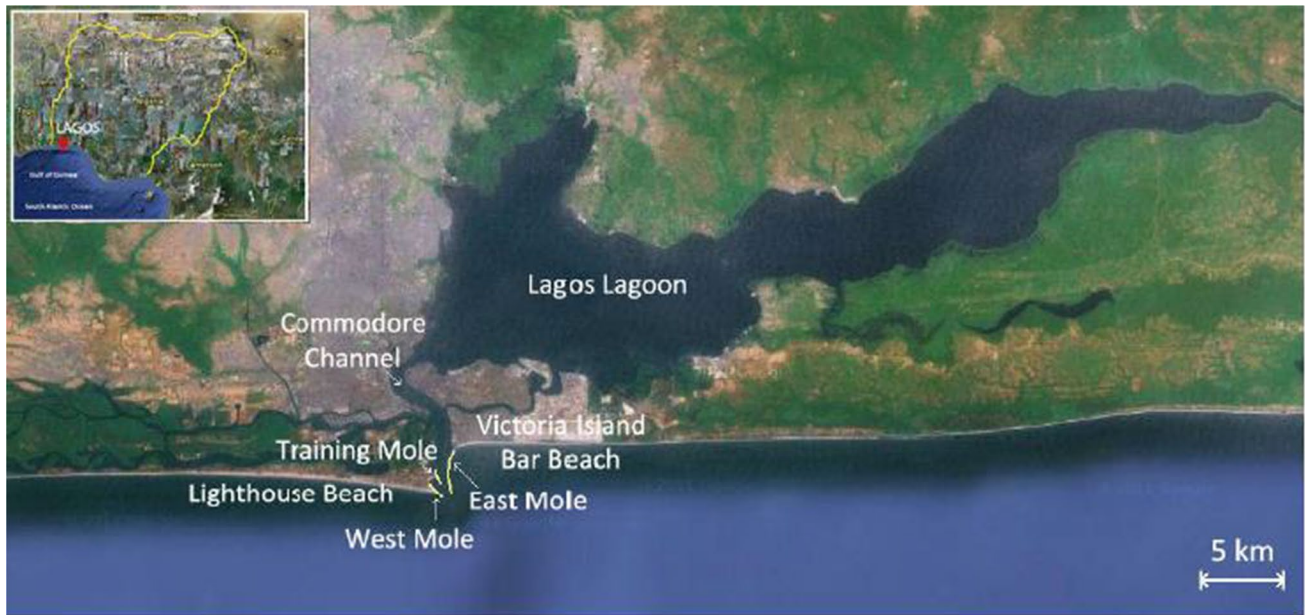 LAGOS
Gulf of Guinea
South Atlantic Ocean
Lagos Lagoon
Commodore
Channel
Victoria Island
Training Mole
Bar Beach
Lighthouse Beach
East Mole
West Mole
5 km